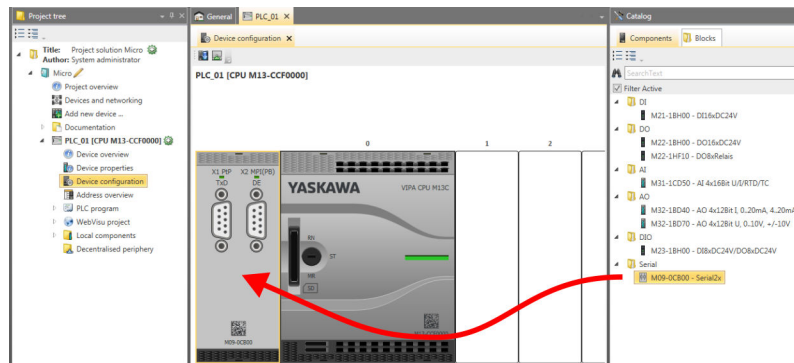 Project tree
Title: Project solution Micro
Author: System administrator
Micro
Project overview
Devices and networking
Add new device ...
Documentation
PLC_01 [CPU M13-CCF0000]
Device overview
Device properties
Device configuration
Address overview
PLC program
WebVisu project
Local components
Decentralised periphery
General
PLC_01
Device configuration
PLC_01 [CPU M13-CCF0000]
0 1 2
X1 PtP X2 MPI(PB)
TxD DE
YASKAWA
VIPA CPU M13C
RN
ST
MR
SD
M09-0CB00
M13-CCF0000
Catalog
Components
Blocks
SearchText
Filter Active
DI
M21-1BH00 - DI16xDC24V
DO
M22-1BH00 - DO16xDC24V
M22-1HF10 - DO8xRelais
AI
M31-1CD50 - AI 4x16Bit U/I/RTD/TC
AO
M32-1BD40 - AO 4x12Bit I, 0..20mA, 4..20mA
M32-1BD70 - AO 4x12Bit U, 0..10V, +/-10V
DIO
M23-1BH00 - DI8xDC24V/DO8xDC24V
Serial
M09-0CB00 - Serial2x